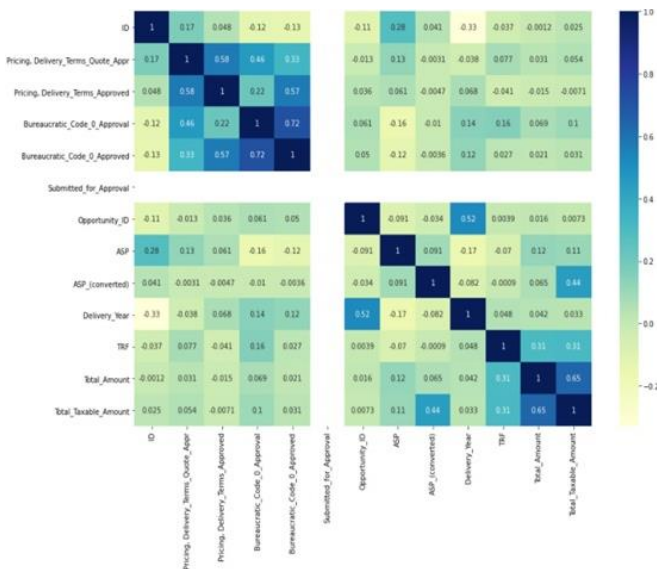 ID 1 0.17 0.048 -0.12 -0.13 -0.11 0.28 0.041 -0.33 -0.037 -0.0012 0.025
Pricing, Delivery_Terms_Quote_Appr 0.17 1 0.58 0.46 0.33 -0.013 0.13 -0.0031 -0.038 0.077 0.031 0.054
Pricing, Delivery_Terms_Approved 0.048 0.58 1 0.22 0.57 0.036 0.061 -0.0047 0.068 -0.041 -0.015 -0.0071
Bureaucratic_Code_0_Approval -0.12 0.46 0.22 1 0.72 0.061 -0.16 -0.01 0.14 0.16 0.069 0.1
Bureaucratic_Code_0_Approved -0.13 0.33 0.57 0.72 1 0.05 -0.12 -0.0036 0.12 0.027 0.021 0.031
Submitted_for_Approval
Opportunity_ID -0.11 -0.013 0.036 0.061 0.05 1 -0.091 -0.034 0.52 0.0039 0.016 0.0073
ASP 0.28 0.13 0.061 -0.16 -0.12 -0.091 1 0.091 -0.17 -0.07 0.12 0.11
ASP_(converted) 0.041 -0.0031 -0.0047 -0.01 -0.0036 -0.034 0.091 1 -0.082 -0.0009 0.065 0.44
Delivery_Year -0.33 -0.038 0.068 0.14 0.12 0.52 -0.17 -0.082 1 0.048 0.042 0.033
TRF -0.037 0.077 -0.041 0.16 0.027 0.0039 -0.07 -0.0009 0.048 1 0.31 0.31
Total_Amount -0.0012 0.031 -0.015 0.069 0.021 0.016 0.12 0.065 0.042 0.31 1 0.65
Total_Taxable_Amount 0.025 0.054 -0.0071 0.1 0.031 0.0073 0.11 0.44 0.033 0.31 0.65 1
ID
Pricing, Delivery_Terms_Quote_Appr
Pricing, Delivery_Terms_Approved
Bureaucratic_Code_0_Approval
Bureaucratic_Code_0_Approved
Submitted_for_Approval
Opportunity_ID
ASP
ASP_(converted)
Delivery_Year
TRF
Total_Amount
Total_Taxable_Amount
1.0
0.8
0.6
0.4
0.2
0.0
-0.2